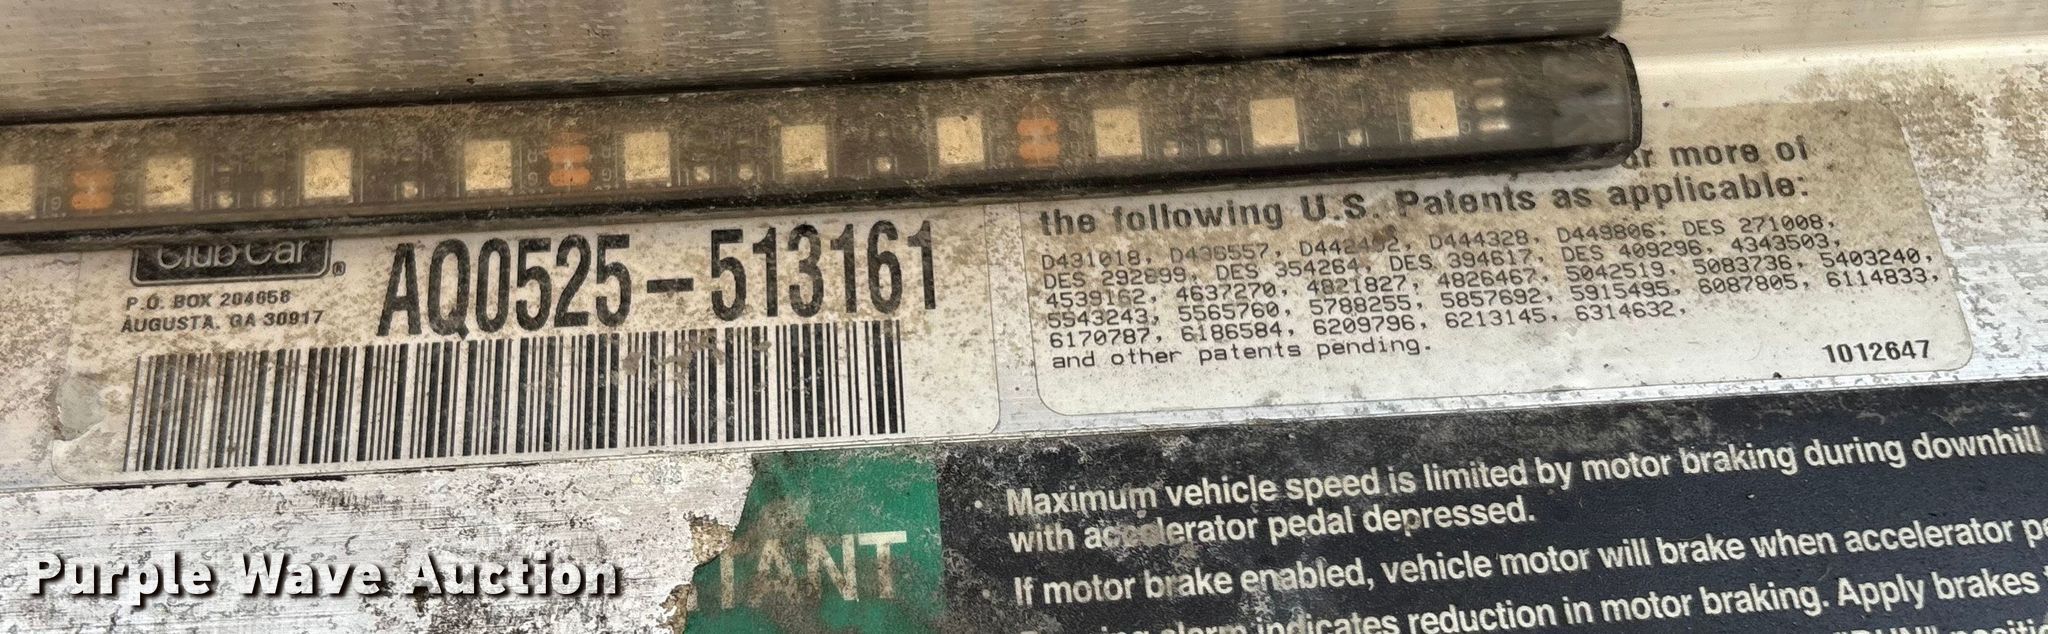 Club Car ®
P.O. BOX 204658
AUGUSTA, GA 30917
AQ0525-513161
or more of
the following U.S. Patents as applicable:
D431018, D436557, D442492, D444328, D449806, DES 271008,
DES 292899, DES 354264, DES 394617, DES 409296, 4343503,
4539162, 4637270, 4821827, 4826467, 5042519, 5083736, 5403240,
5543243, 5565760, 5788255, 5857692, 5915495, 6087805, 6114833,
6170787, 6186584, 6209796, 6213145, 6314632,
and other patents pending.
1012647
TANT
• Maximum vehicle speed is limited by motor braking during downhill
with accelerator pedal depressed.
• If motor brake enabled, vehicle motor will brake when accelerator
alarm indicates reduction in motor braking. Apply brakes
Purple Wave Auction